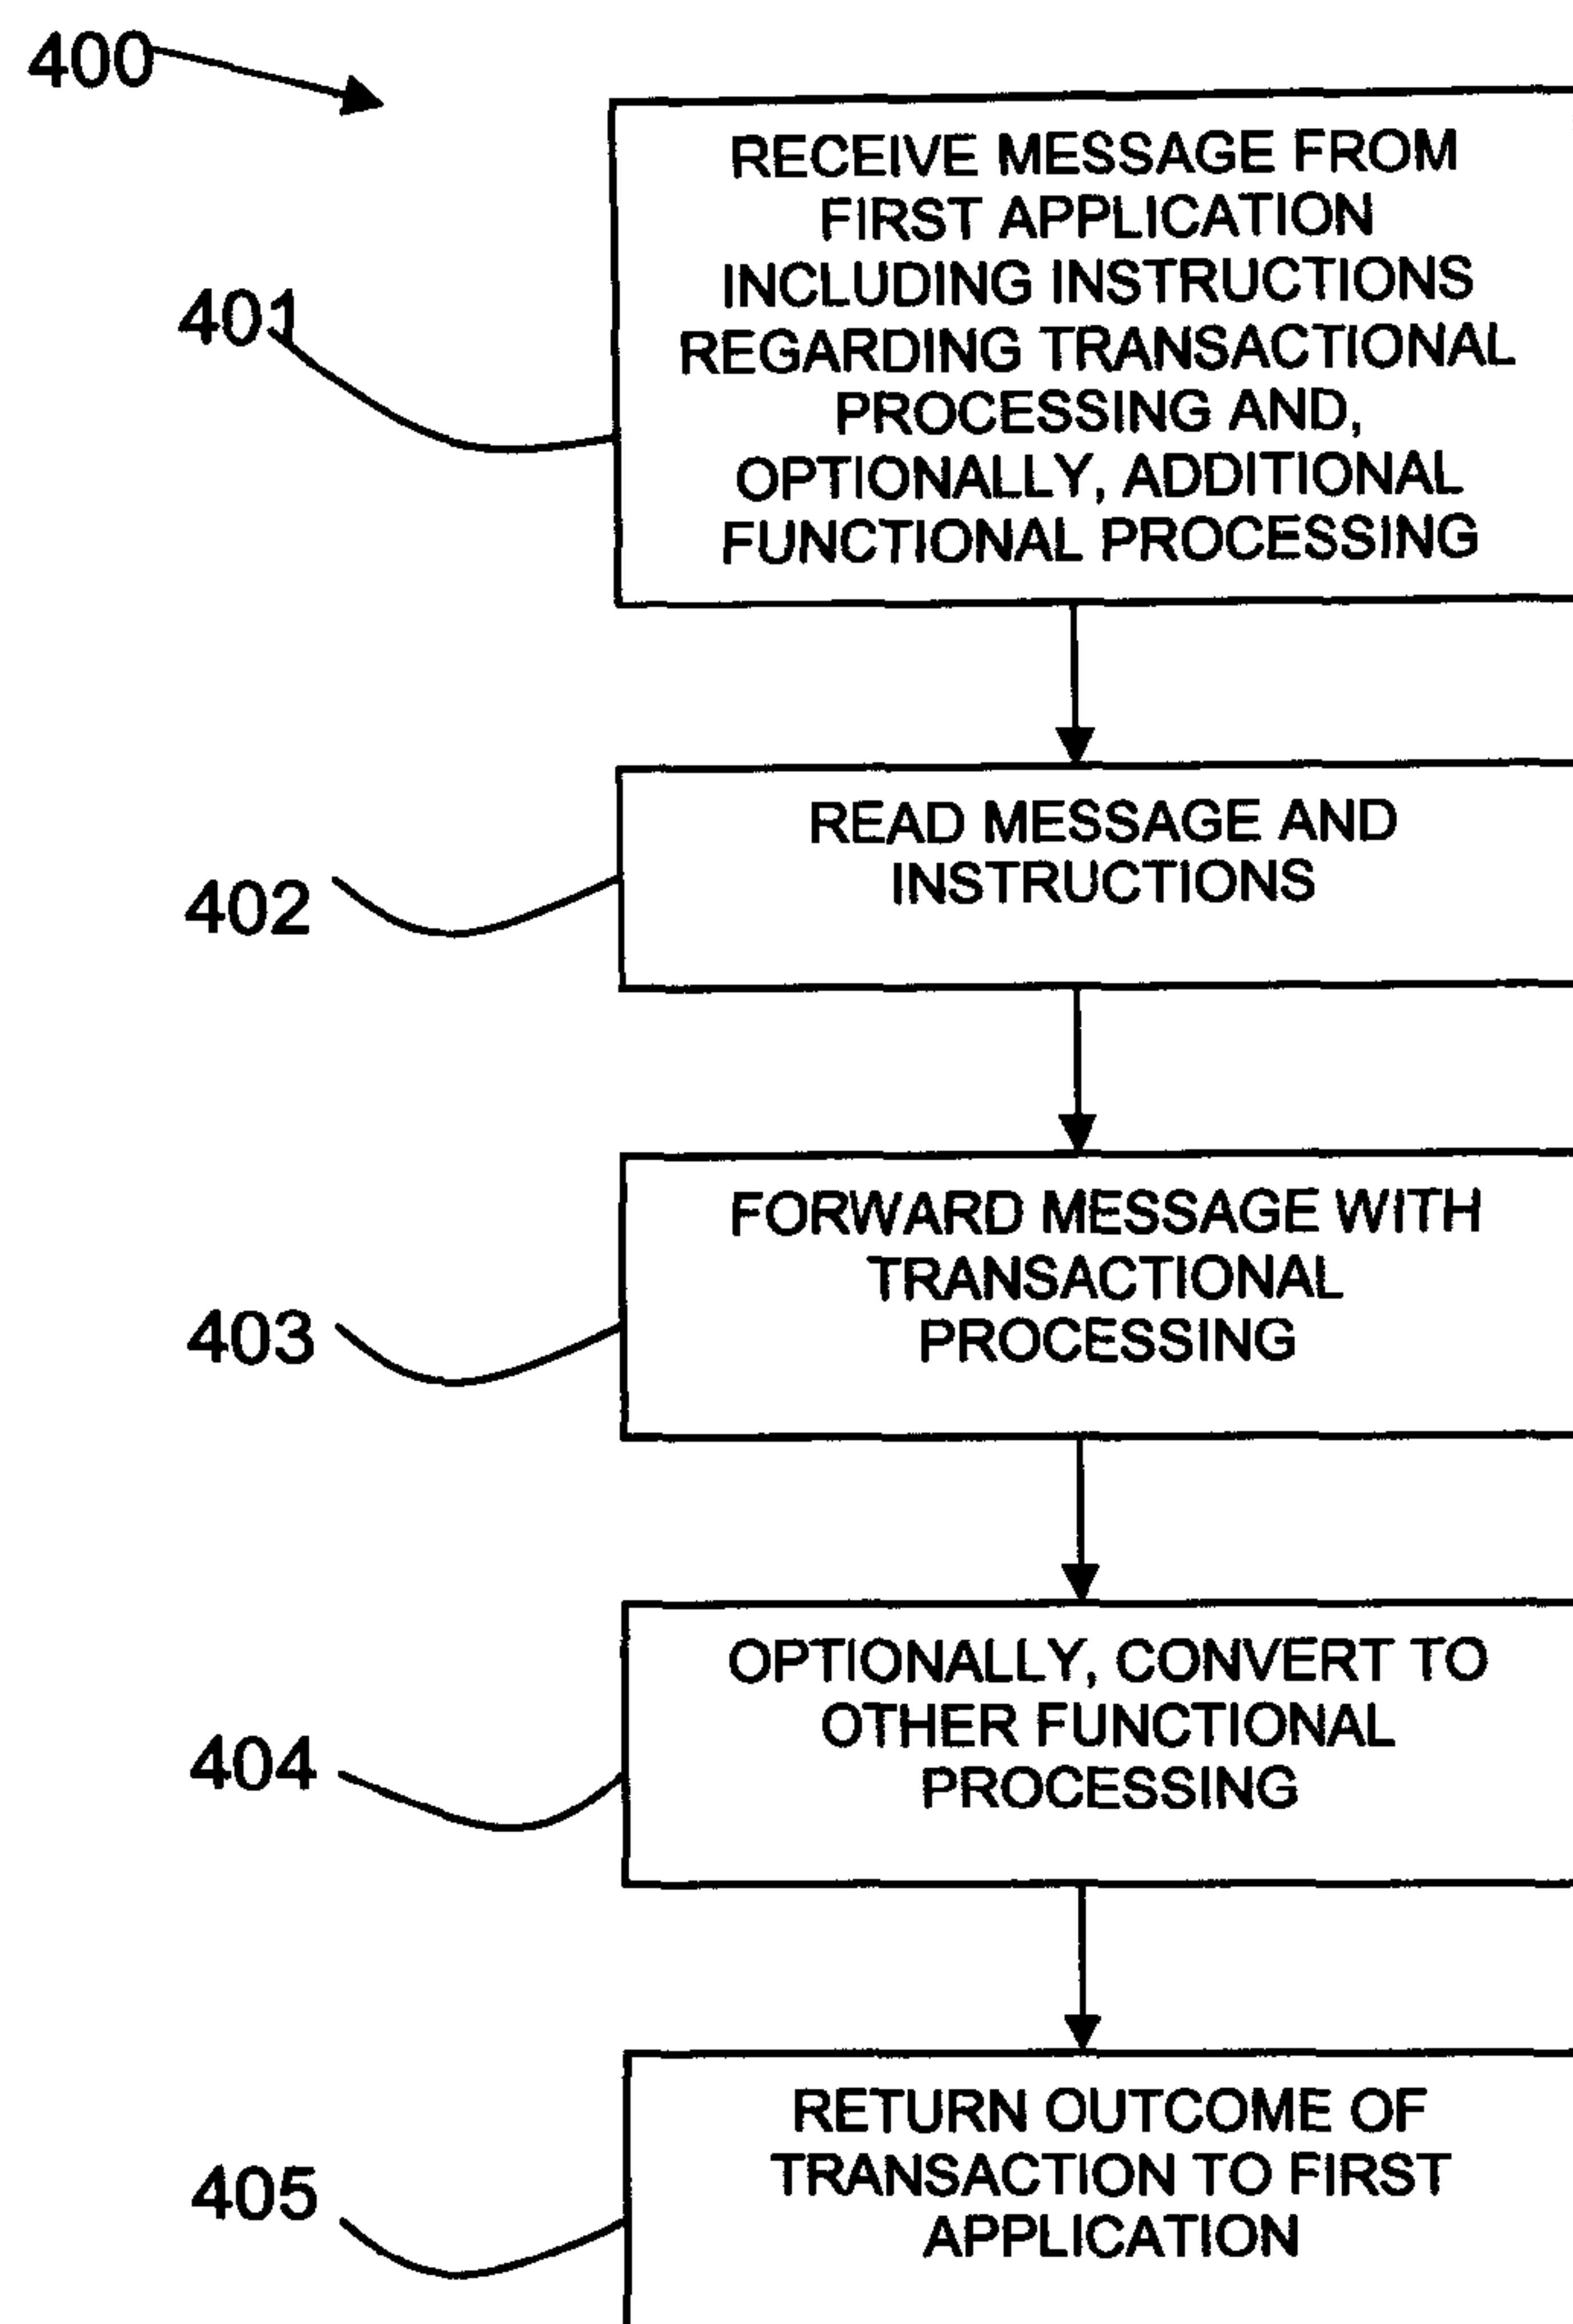 400
RECEIVE MESSAGE FROM
FIRST APPLICATION
INCLUDING INSTRUCTIONS
REGARDING TRANSACTIONAL
PROCESSING AND,
OPTIONALLY, ADDITIONAL
FUNCTIONAL PROCESSING
401
READ MESSAGE AND
INSTRUCTIONS
402
FORWARD MESSAGE WITH
TRANSACTIONAL
PROCESSING
403
OPTIONALLY, CONVERT TO
OTHER FUNCTIONAL
PROCESSING
404
RETURN OUTCOME OF
TRANSACTION TO FIRST
APPLICATION
405